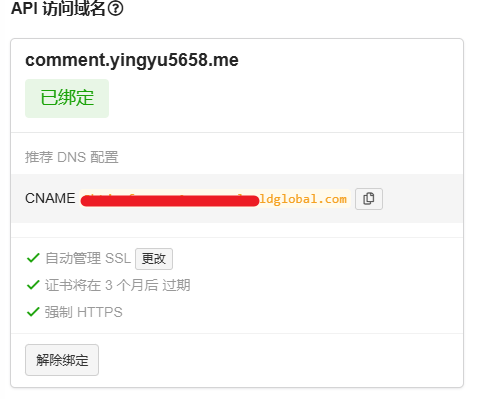 API 访问域名?
comment.yingyu5658.me
已绑定
推荐 DNS 配置
CNAME ldglobal.com
自动管理 SSL 更改
证书将在 3 个月后 过期
强制 HTTPS
解除绑定